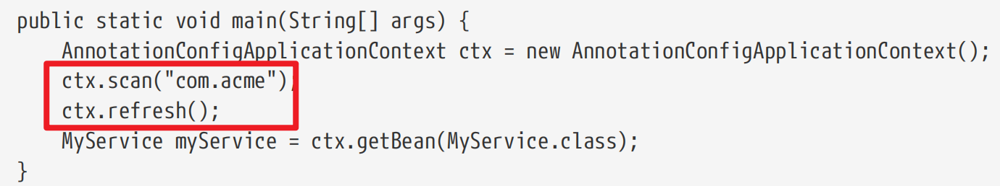 public static void main(String[] args) {
AnnotationConfigApplicationContext ctx = new AnnotationConfigApplicationContext();
ctx.scan("com.acme");
ctx.refresh();
MyService myService = ctx.getBean(MyService.class);
}